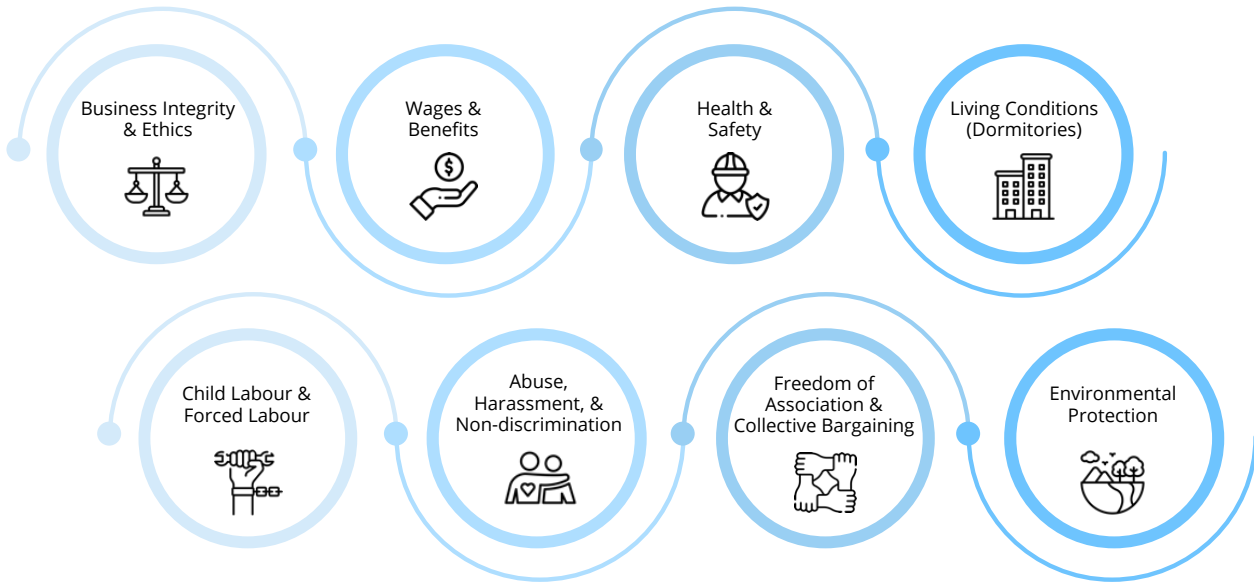 Business Integrity
& Ethics
Wages &
Benefits
$
Health &
Safety
Living Conditions
(Dormitories)
Child Labour &
Forced Labour
Abuse,
Harassment, &
Non-discrimination
Freedom of
Association &
Collective Bargaining
Environmental
Protection